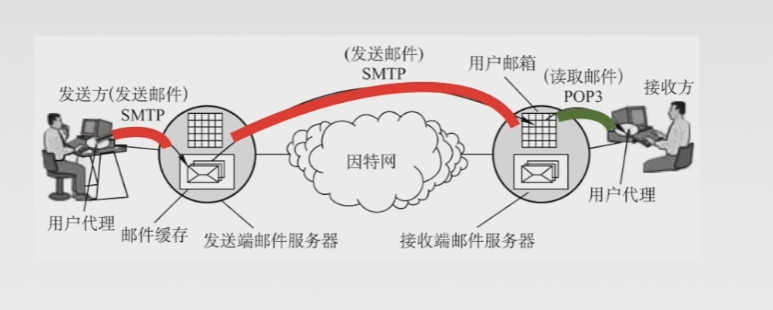 (发送邮件)
SMTP
用户邮箱
(读取邮件)
POP3
接收方
发送方(发送邮件)
SMTP
因特网
用户代理
用户代理
邮件缓存
发送端邮件服务器
接收端邮件服务器